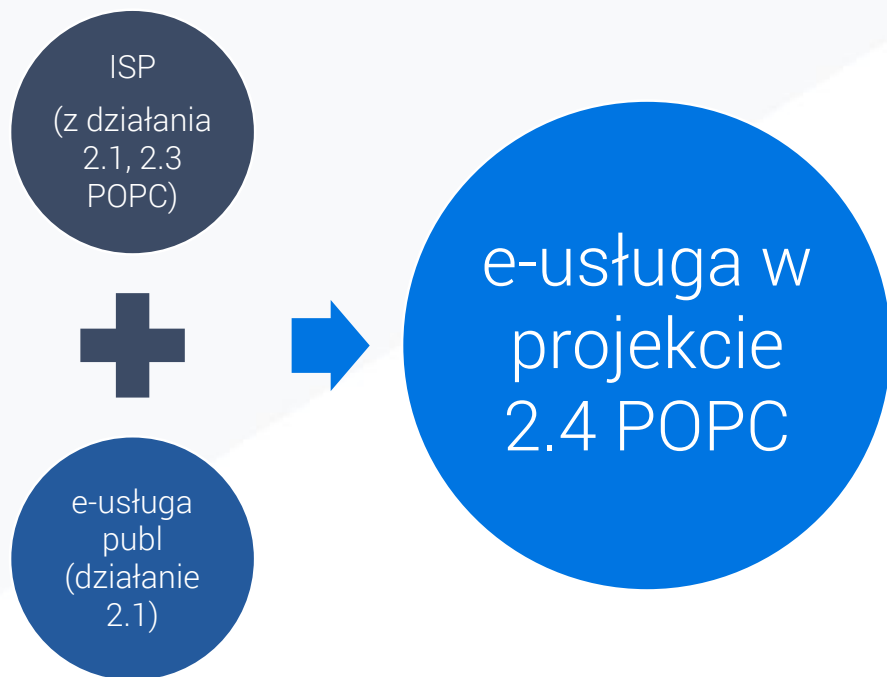 ISP
(z działania
2.1, 2.3
POPC)
e-usługa
publ
(działanie
2.1)
e-usługa w
projekcie
2.4 POPC